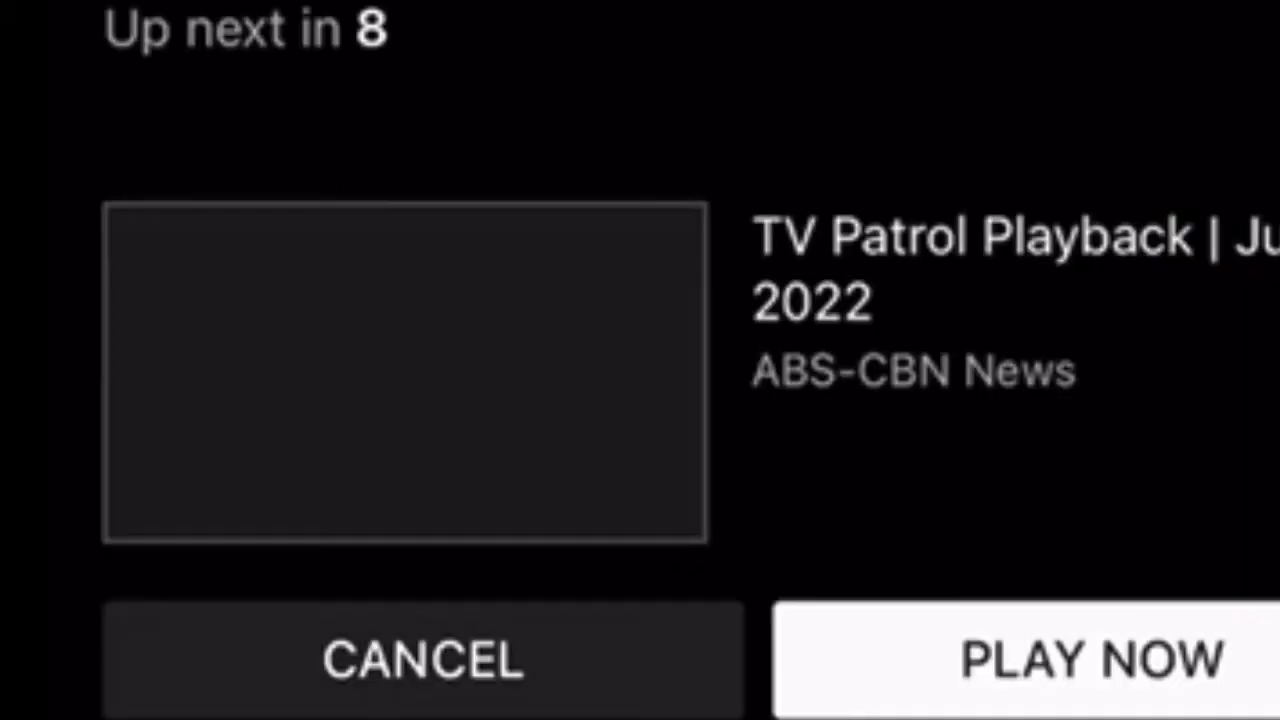 Up next in 8
TV Patrol Playback | Ju
2022
ABS-CBN News
CANCEL
PLAY NOW